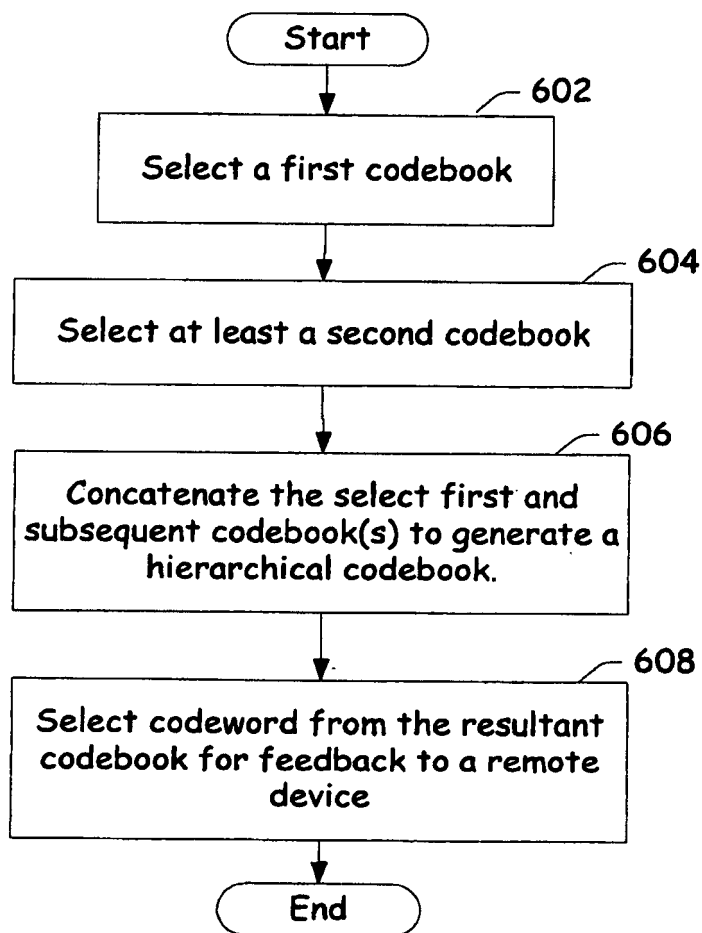 Start
602
Select a first codebook
604
Select at least a second codebook
606
Concatenate the select first and
subsequent codebook(s) to generate a
hierarchical codebook.
608
Select codeword from the resultant
codebook for feedback to a remote
device
End